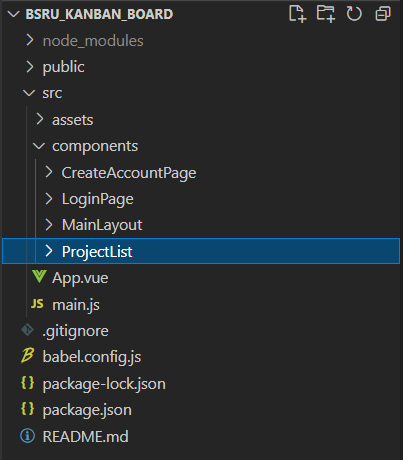 BSRU_KANBAN_BOARD
node_modules
public
src
assets
components
CreateAccountPage
LoginPage
MainLayout
ProjectList
App.vue
JS main.js
.gitignore
babel.config.js
{ } package-lock.json
{ } package.json
README.md